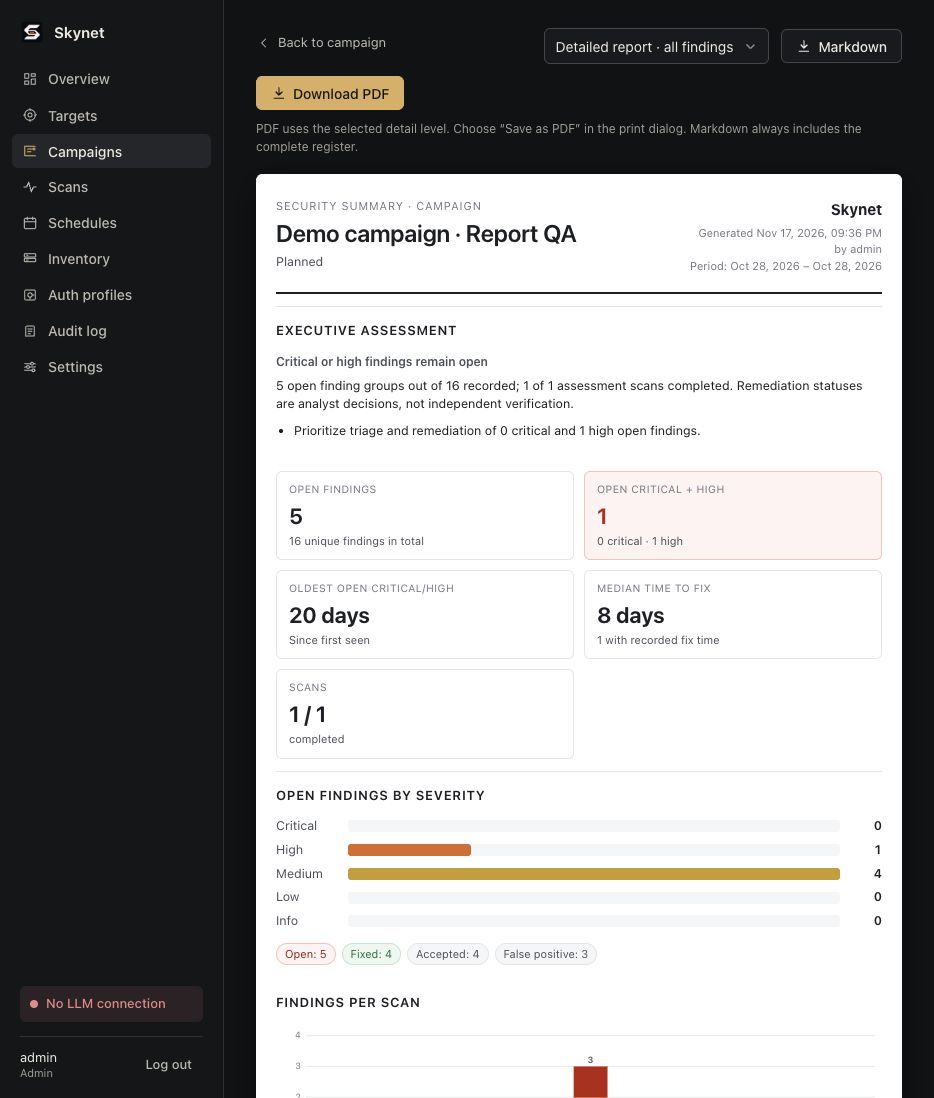 Skynet
Overview
Targets
Campaigns
Scans
Schedules
Inventory
Auth profiles
Audit log
Settings
No LLM connection
admin
Admin
Log out
Back to campaign
Detailed report · all findings
Markdown
Download PDF
PDF uses the selected detail level. Choose “Save as PDF” in the print dialog. Markdown always includes the
complete register.
SECURITY SUMMARY · CAMPAIGN
Demo campaign · Report QA
Planned
Skynet
Generated Nov 17, 2026, 09:36 PM
by admin
Period: Oct 28, 2026 – Oct 28, 2026
EXECUTIVE ASSESSMENT
Critical or high findings remain open
5 open finding groups out of 16 recorded; 1 of 1 assessment scans completed. Remediation statuses
are analyst decisions, not independent verification.
• Prioritize triage and remediation of 0 critical and 1 high open findings.
OPEN FINDINGS
5
16 unique findings in total
OPEN CRITICAL + HIGH
1
0 critical · 1 high
OLDEST OPEN CRITICAL/HIGH
20 days
Since first seen
MEDIAN TIME TO FIX
8 days
1 with recorded fix time
SCANS
1 / 1
completed
OPEN FINDINGS BY SEVERITY
Critical 0
High 1
Medium 4
Low 0
Info 0
Open: 5 Fixed: 4 Accepted: 4 False positive: 3
FINDINGS PER SCAN
4
3
3
2